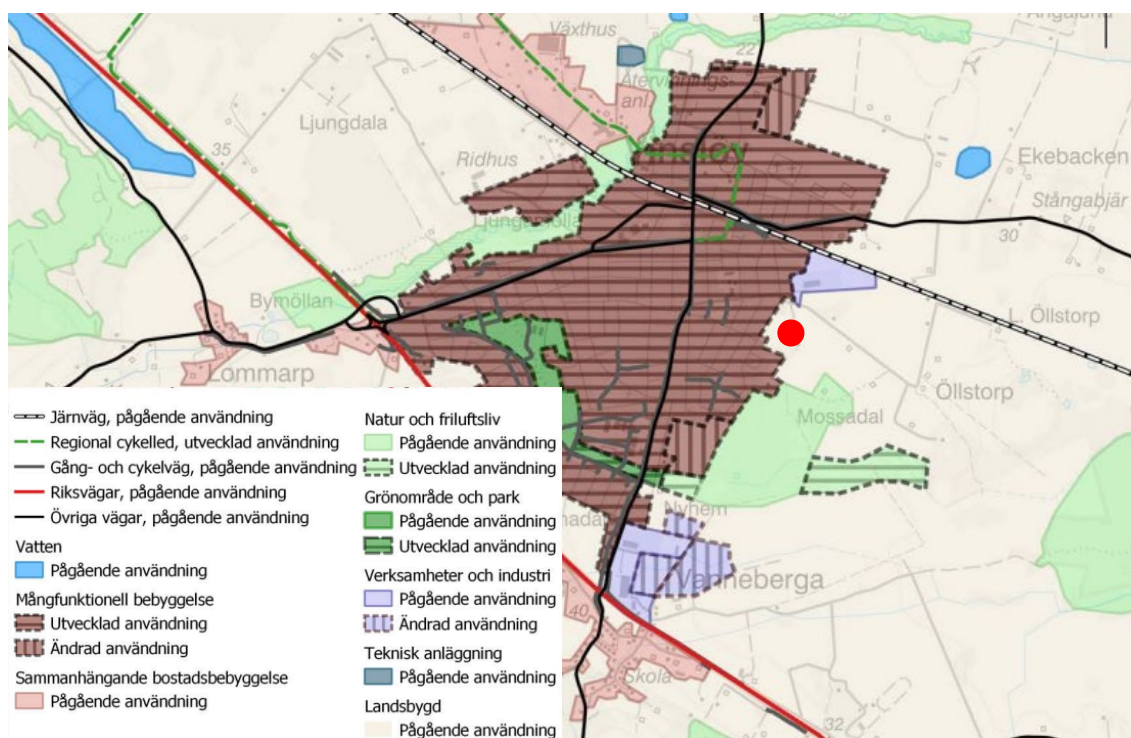 Växthus
22
Återvinnings-
anl.
Ljungdala
35
Ridhus
Ekebacken
Stångabjär
30
Bymöllan
L. Öllstorp
Lommarp
Öllstorp
Mossadal
Nyhem
Vanneberga
40
Skola
32
Järnväg, pågående användning
Regional cykelled, utvecklad användning
Gång- och cykelväg, pågående användning
Riksvägar, pågående användning
Övriga vägar, pågående användning
Vatten
Pågående användning
Mångfunktionell bebyggelse
Utvecklad användning
Ändrad användning
Sammanhängande bostadsbebyggelse
Pågående användning
Natur och friluftsliv
Pågående användning
Utvecklad användning
Grönområde och park
Pågående användning
Utvecklad användning
Verksamheter och industri
Pågående användning
Ändrad användning
Teknisk anläggning
Pågående användning
Landsbygd
Pågående användning